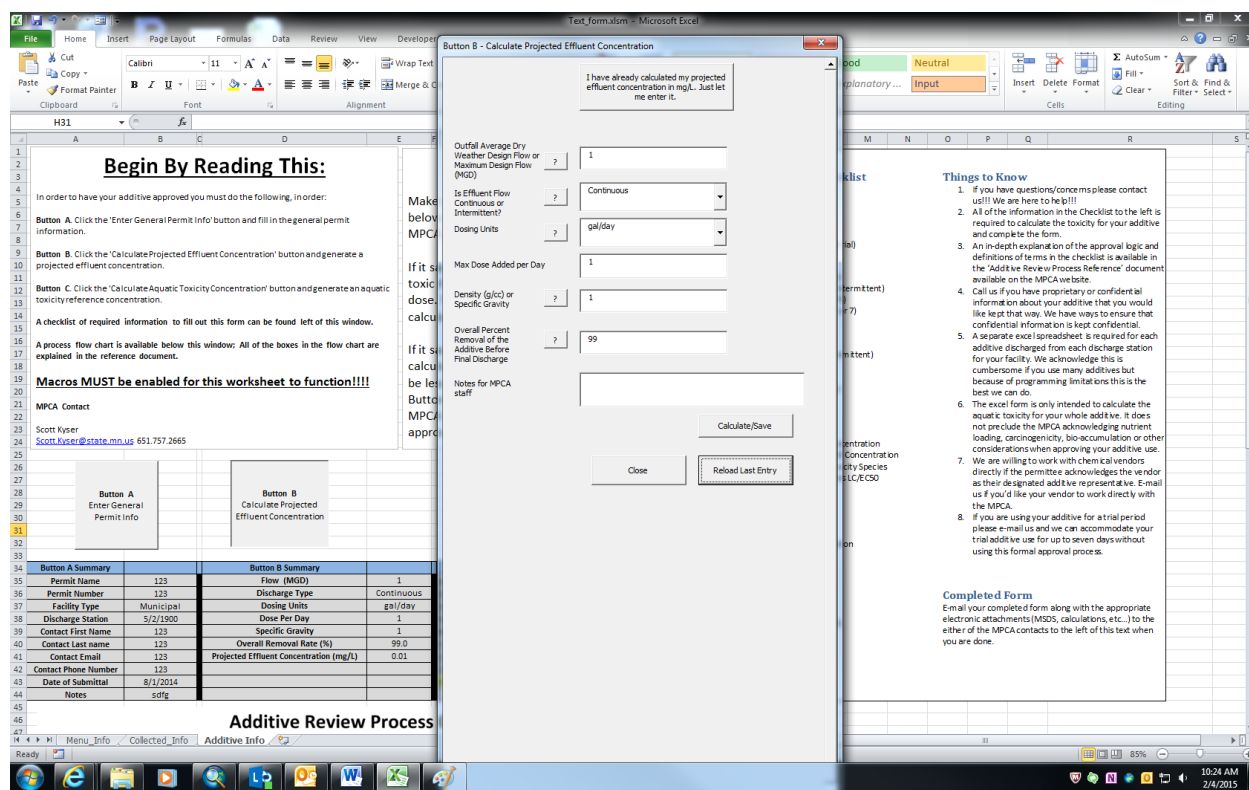 Text_form.xlsm - Microsoft Excel
File Home Insert Page Layout Formulas Data Review View Developer
Paste
Cut
Copy
Format Painter
Clipboard
Calibri 11
B I U
Font
Wrap Text
Merge & C
Alignment
ood Neutral
xplanatory ... Input
Insert Delete Format
Cells
AutoSum
Fill
Clear
Sort & Filter
Find & Select
Editing
H31 fx
A B C D E F M N O P Q R S
Begin By Reading This:
In order to have your additive approved you must do the following, in order:
Button A. Click the 'Enter General Permit Info' button and fill in the general permit
information.
Button B. Click the 'Calculate Projected Effluent Concentration' button and generate a
projected effluent concentration.
Button C. Click the 'Calculate Aquatic Toxicity Concentration' button and generate an aquatic
toxicity reference concentration.
A checklist of required information to fill out this form can be found left of this window.
A process flow chart is available below this window; All of the boxes in the flow chart are
explained in the reference document.
Macros MUST be enabled for this worksheet to function!!!!
MPCA Contact
Scott Kyser
Scott.Kyser@state.mn.us 651.757.2665
Make
below
MPCA
If it sa
toxic
dose.
calcu
If it sa
calcu
be les
Butto
MPCA
appro
Button A
Enter General
Permit Info
Button B
Calculate Projected
Effluent Concentration
Button A Summary
Permit Name 123
Permit Number 123
Facility Type Municipal
Discharge Station 5/2/1900
Contact First Name 123
Contact Last name 123
Contact Email 123
Contact Phone Number 123
Date of Submittal 8/1/2014
Notes sdfg
Button B Summary
Flow (MGD) 1
Discharge Type Continuous
Dosing Units gal/day
Dose Per Day 1
Specific Gravity 1
Overall Removal Rate (%) 99.0
Projected Effluent Concentration (mg/L) 0.01
Additive Review Process
Button B - Calculate Projected Effluent Concentration
I have already calculated my projected
effluent concentration in mg/L. Just let
me enter it.
Outfall Average Dry
Weather Design Flow or
Maximum Design Flow
(MGD)
? 1
Is Effluent Flow
Continuous or
Intermittent?
? Continuous
Dosing Units ? gal/day
Max Dose Added per Day 1
Density (g/cc) or
Specific Gravity
? 1
Overall Percent
Removal of the
Additive Before
Final Discharge
? 99
Notes for MPCA
staff
Calculate/Save
Close Reload Last Entry
klist
ial)
termittent)
)
r 7)
mittent)
centration
Concentration
city Species
s LC/EC50
on
Things to Know
1. If you have questions/concerns please contact
us!!! We are here to help!!!
2. All of the information in the Checklist to the left is
required to calculate the toxicity for your additive
and complete the form.
3. An in-depth explanation of the approval logic and
definitions of terms in the checklist is available in
the 'Additive Review Process Reference' document
available on the MPCA website.
4. Call us if you have proprietary or confidential
information about your additive that you would
like kept that way. We have ways to ensure that
confidential information is kept confidential.
5. A separate excel spreadsheet is required for each
additive discharged from each discharge station
for your facility. We acknowledge this is
cumbersome if you use many additives but
because of programming limitations this is the
best we can do.
6. The excel form is only intended to calculate the
aquatic toxicity for your whole additive. It does
not preclude the MPCA acknowledging nutrient
loading, carcinogenicity, bio-accumulation or other
considerations when approving your additive use.
7. We are willing to work with chemical vendors
directly if the permittee acknowledges the vendor
as their designated additive representative. E-mail
us if you'd like your vendor to work directly with
the MPCA.
8. If you are using your additive for a trial period
please e-mail us and we can accommodate your
trial additive use for up to seven days without
using this formal approval process.
Completed Form
E-mail your completed form along with the appropriate
electronic attachments (MSDS, calculations, etc...) to the
either of the MPCA contacts to the left of this text when
you are done.
Menu_Info Collected_Info Additive Info
Ready
85%
10:24 AM
2/4/2015